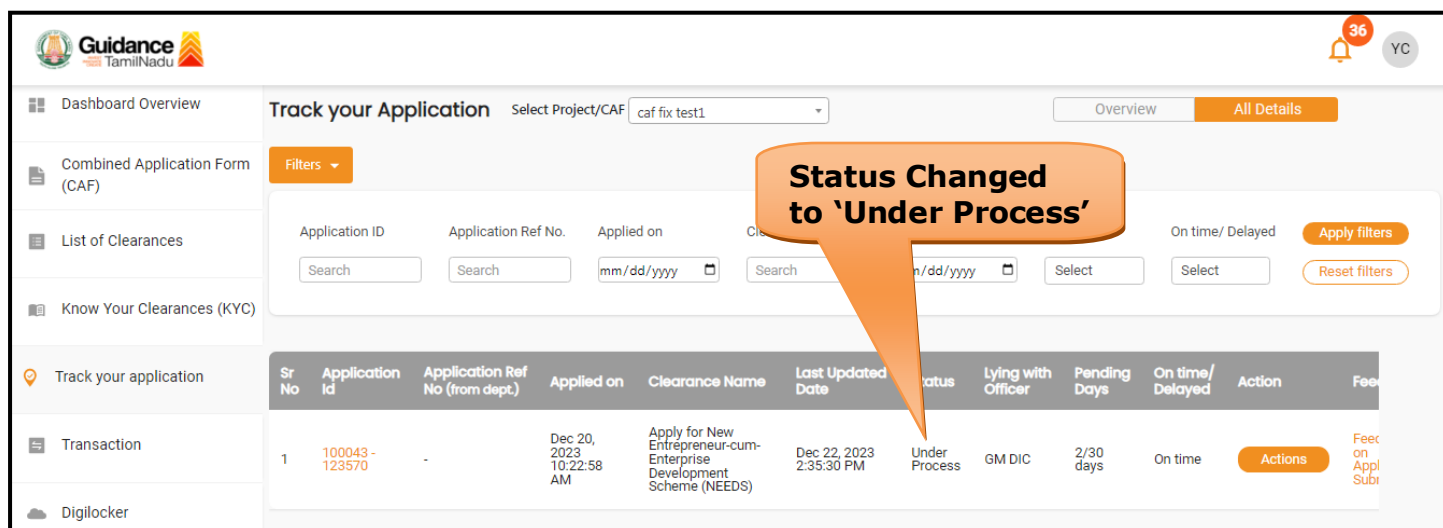 Guidance
TamilNadu
36
YC
Dashboard Overview
Combined Application Form
(CAF)
List of Clearances
Know Your Clearances (KYC)
Track your application
Transaction
Digilocker
Track your Application
Select Project/CAF
caf fix test1
Overview
All Details
Filters
Status Changed
to ‘Under Process’
Application ID
Application Ref No.
Applied on
On time/ Delayed
Apply filters
Search
Search
mm/dd/yyyy
Search
/dd/yyyy
Select
Select
Reset filters
Sr
No
Application
Id
Application Ref
No (from dept.)
Applied on
Clearance Name
Last Updated
Date
Lying with
Officer
Pending
Days
On time/
Delayed
Action
1
100043 -
123570
-
Dec 20,
2023
10:22:58
AM
Apply for New
Entrepreneur-cum-
Enterprise
Development
Scheme (NEEDS)
Dec 22, 2023
2:35:30 PM
Under
Process
GM DIC
2/30
days
On time
Actions
on